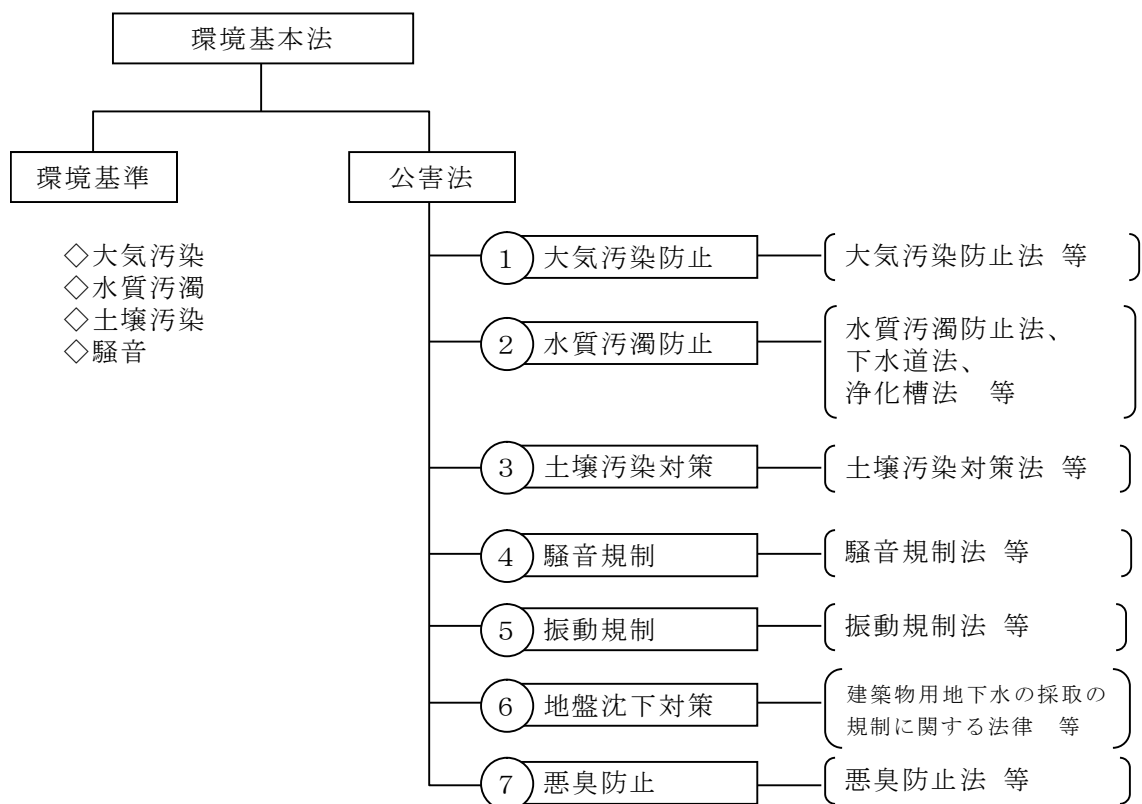 環境基本法
環境基準
公害法
◇大気汚染
◇水質汚濁
◇土壌汚染
◇騒音
1 大気汚染防止
大気汚染防止法 等
2 水質汚濁防止
水質汚濁防止法、
下水道法、
浄化槽法 等
3 土壌汚染対策
土壌汚染対策法 等
4 騒音規制
騒音規制法 等
5 振動規制
振動規制法 等
6 地盤沈下対策
建築物用地下水の採取の
規制に関する法律 等
7 悪臭防止
悪臭防止法 等